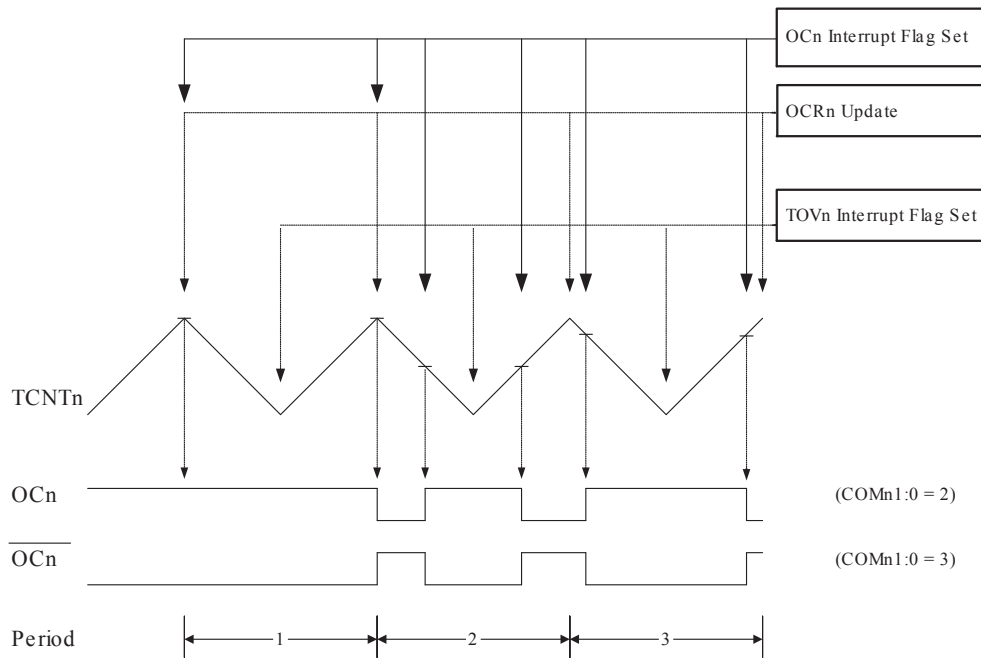 OCn Interrupt Flag Set
OCRn Update
TOVn Interrupt Flag Set
TCNTn
OCn
(COMn1:0 = 2)
OCn
(COMn1:0 = 3)
Period
1
2
3